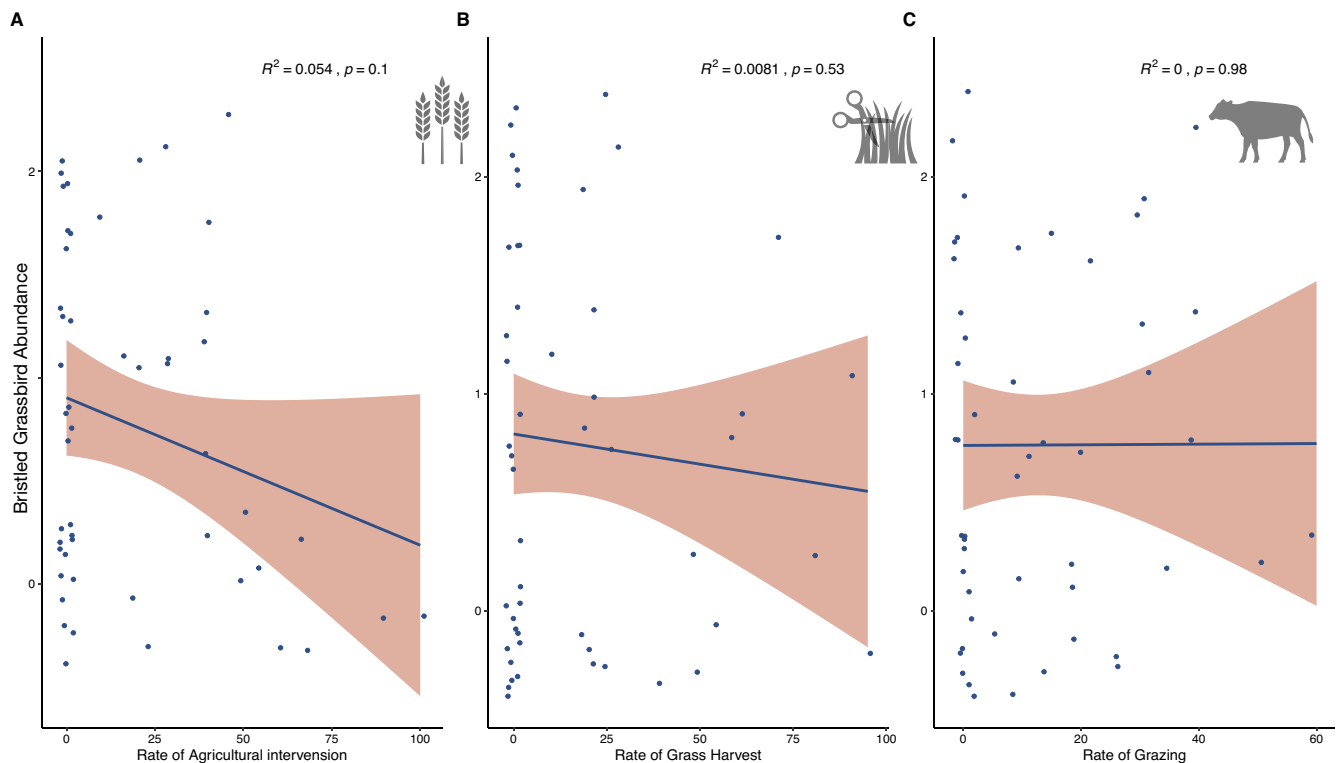 A
B
C
R² = 0.054 , p = 0.1
R² = 0.0081 , p = 0.53
R² = 0 , p = 0.98
Bristled Grassbird Abundance
2
0
2
1
0
2
1
0
0 25 50 75 100
0 25 50 75 100
0 20 40 60
Rate of Agricultural intervention
Rate of Grass Harvest
Rate of Grazing